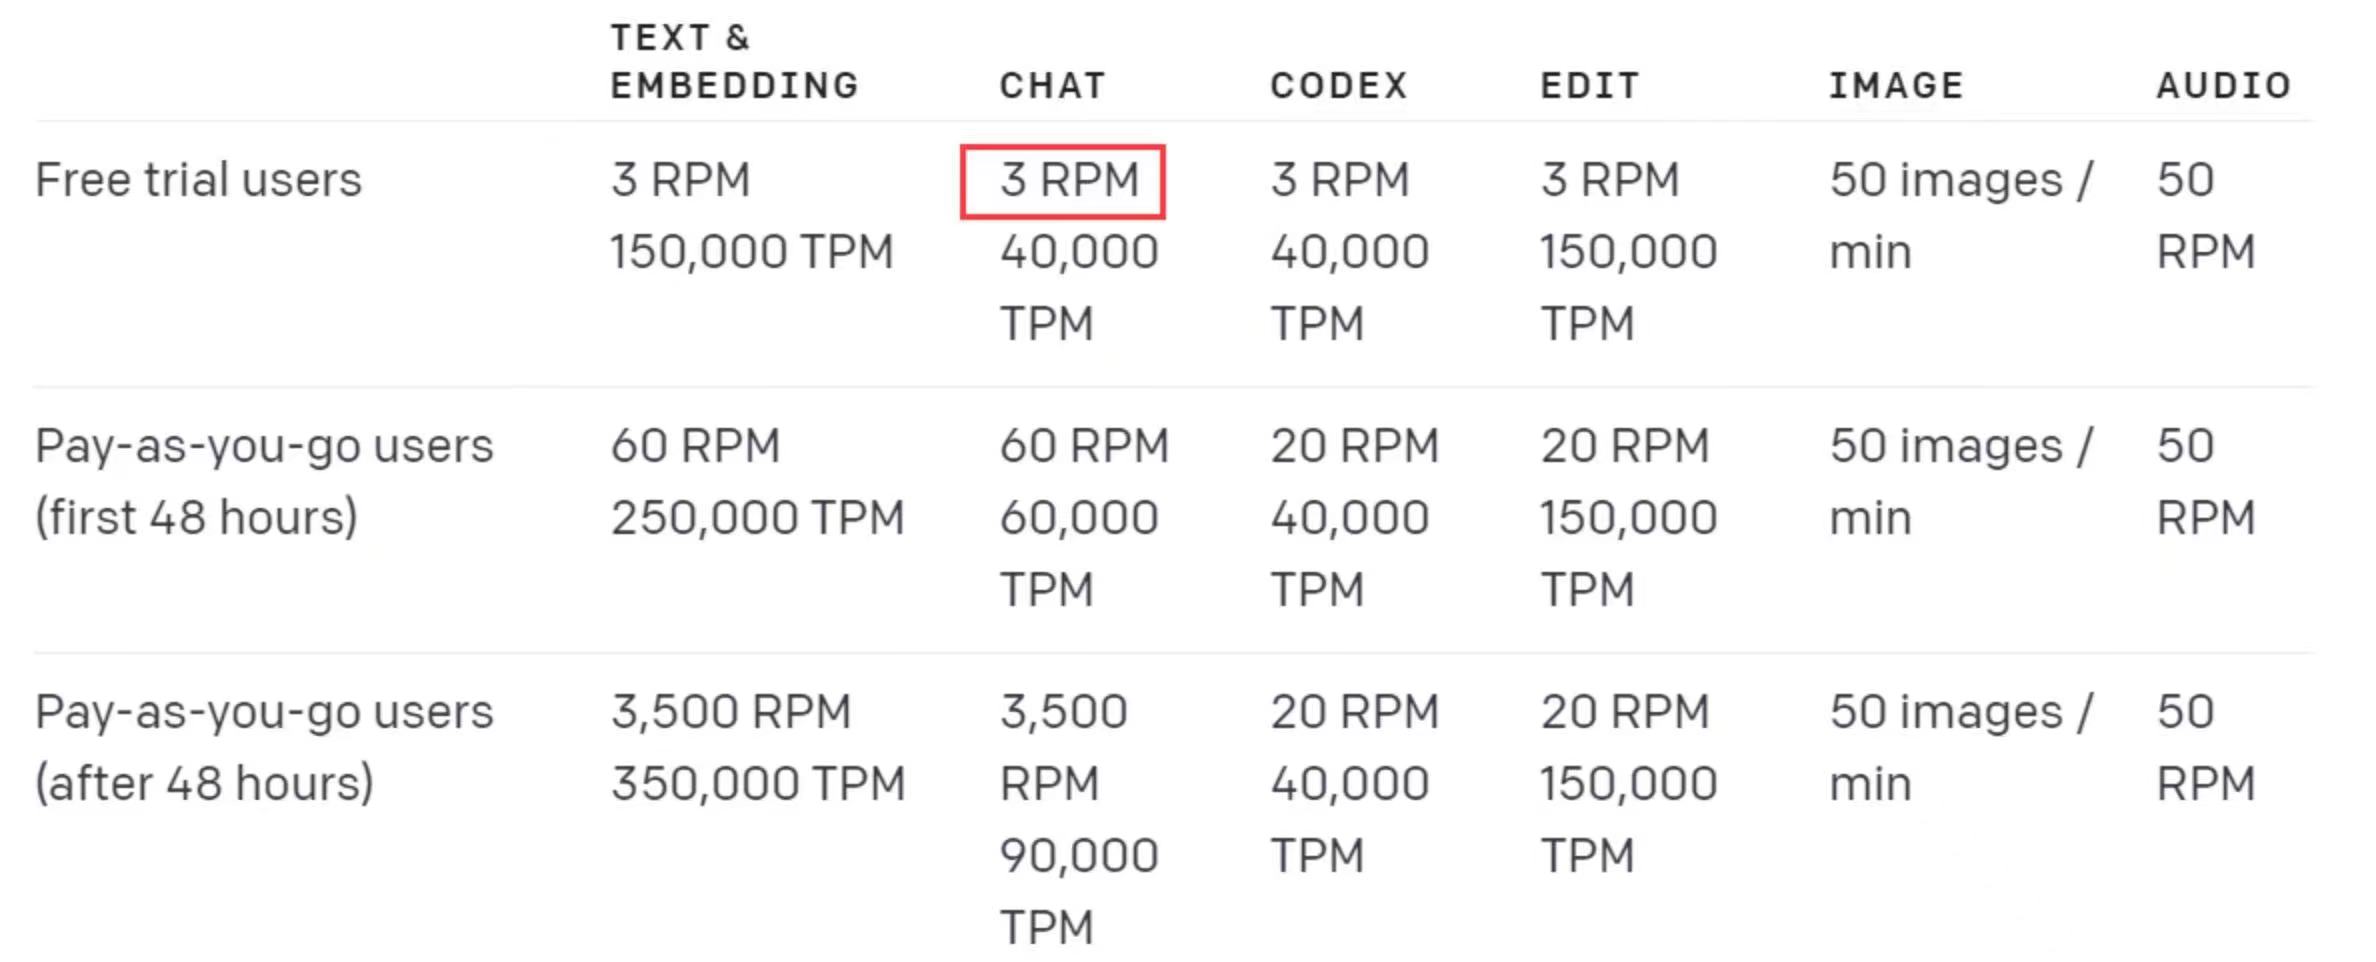 TEXT &
EMBEDDING CHAT CODEX EDIT IMAGE AUDIO
Free trial users 3 RPM 3 RPM 3 RPM 3 RPM 50 images / 50
150,000 TPM 40,000 40,000 150,000 min RPM
TPM TPM TPM
Pay-as-you-go users 60 RPM 60 RPM 20 RPM 20 RPM 50 images / 50
(first 48 hours) 250,000 TPM 60,000 40,000 150,000 min RPM
TPM TPM TPM
Pay-as-you-go users 3,500 RPM 3,500 20 RPM 20 RPM 50 images / 50
(after 48 hours) 350,000 TPM RPM 40,000 150,000 min RPM
90,000 TPM TPM
TPM